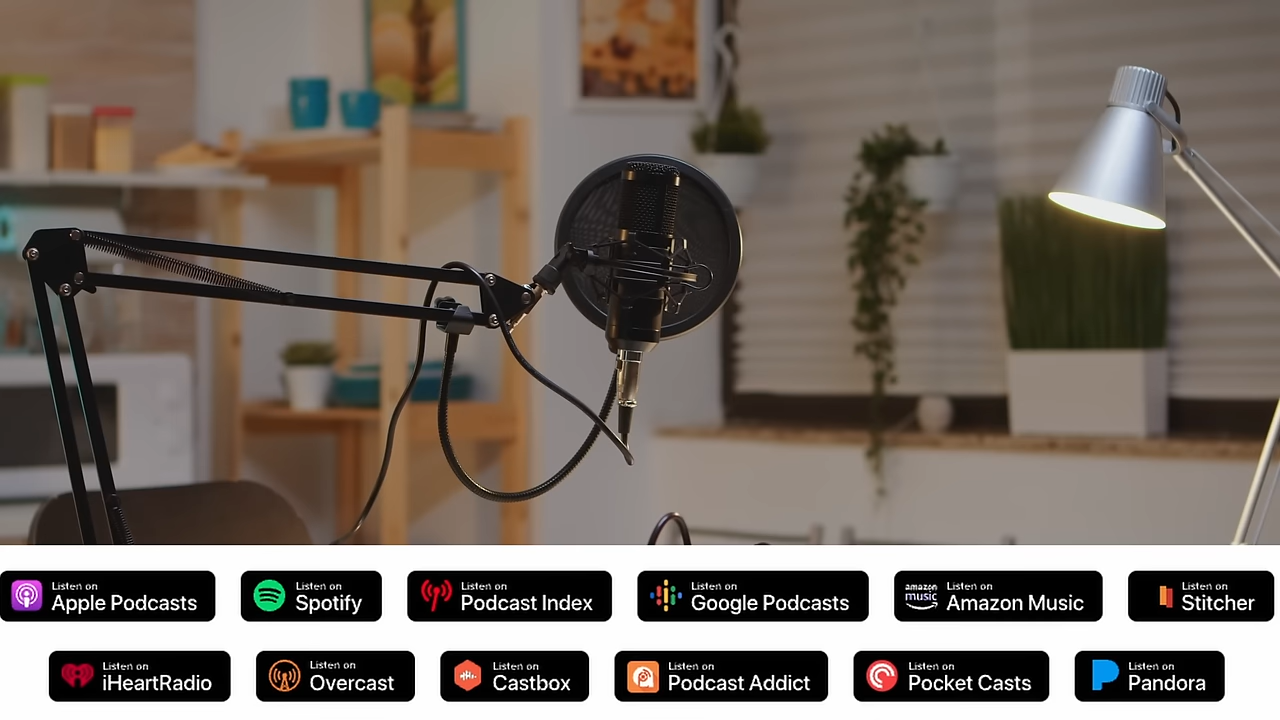 Listen on
Apple Podcasts
Listen on
Spotify
Listen on
Podcast Index
Listen on
Google Podcasts
amazon
music
Listen on
Amazon Music
Listen on
Stitcher
Listen on
iHeartRadio
Listen on
Overcast
Listen on
Castbox
Listen on
Podcast Addict
Listen on
Pocket Casts
Listen on
Pandora